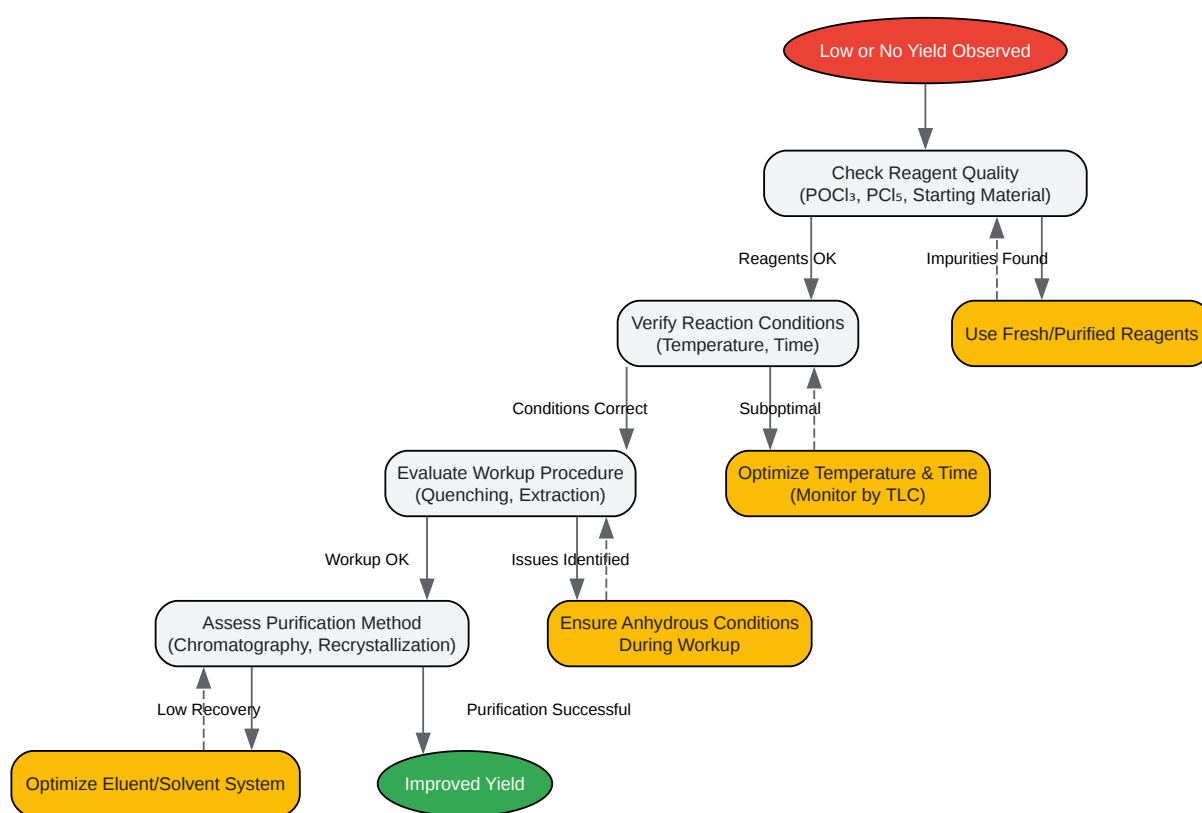 Low or No Yield Observed
Check Reagent Quality
(POCl₃, PCl₅, Starting Material)
Reagents OK
Impurities Found
Verify Reaction Conditions
(Temperature, Time)
Use Fresh/Purified Reagents
Conditions Correct
Suboptimal
Evaluate Workup Procedure
(Quenching, Extraction)
Optimize Temperature & Time
(Monitor by TLC)
Workup OK
Issues Identified
Assess Purification Method
(Chromatography, Recrystallization)
Ensure Anhydrous Conditions
During Workup
Low Recovery
Purification Successful
Optimize Eluent/Solvent System
Improved Yield